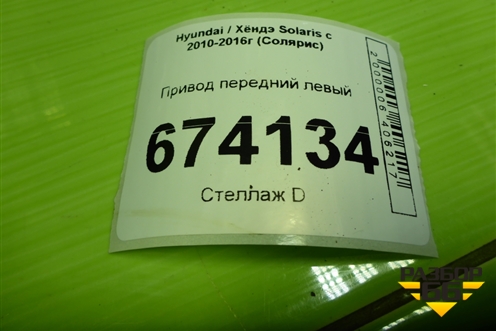 Hyundai / Хёндэ Solaris с
2010-2016г (Солярис)
Привод передний левый
674134
Стеллаж D
2000006406217
РАЗБОР